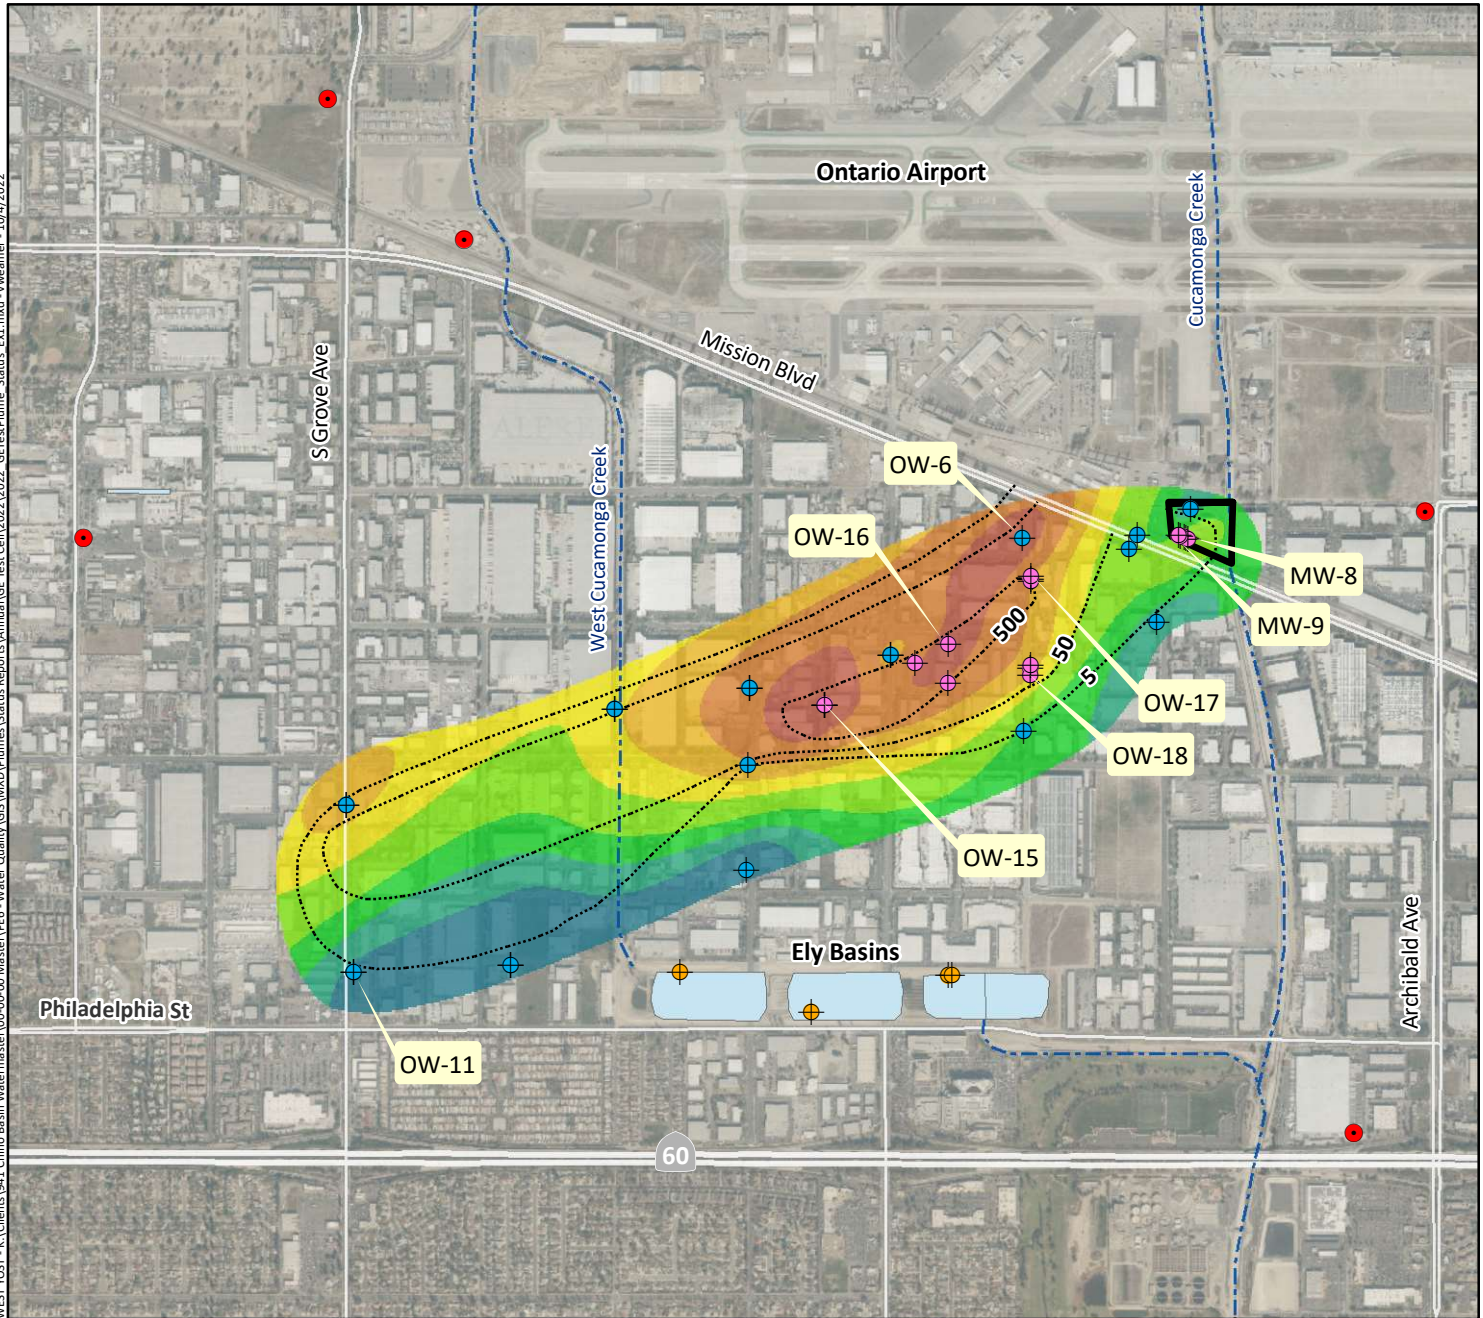 Ontario Airport
Cucamonga Creek
Mission Blvd
S Grove Ave
West Cucamonga Creek
OW-6
OW-16
MW-8
MW-9
500
50
5
OW-17
OW-18
OW-15
Ely Basins
Archibald Ave
Philadelphia St
OW-11
60